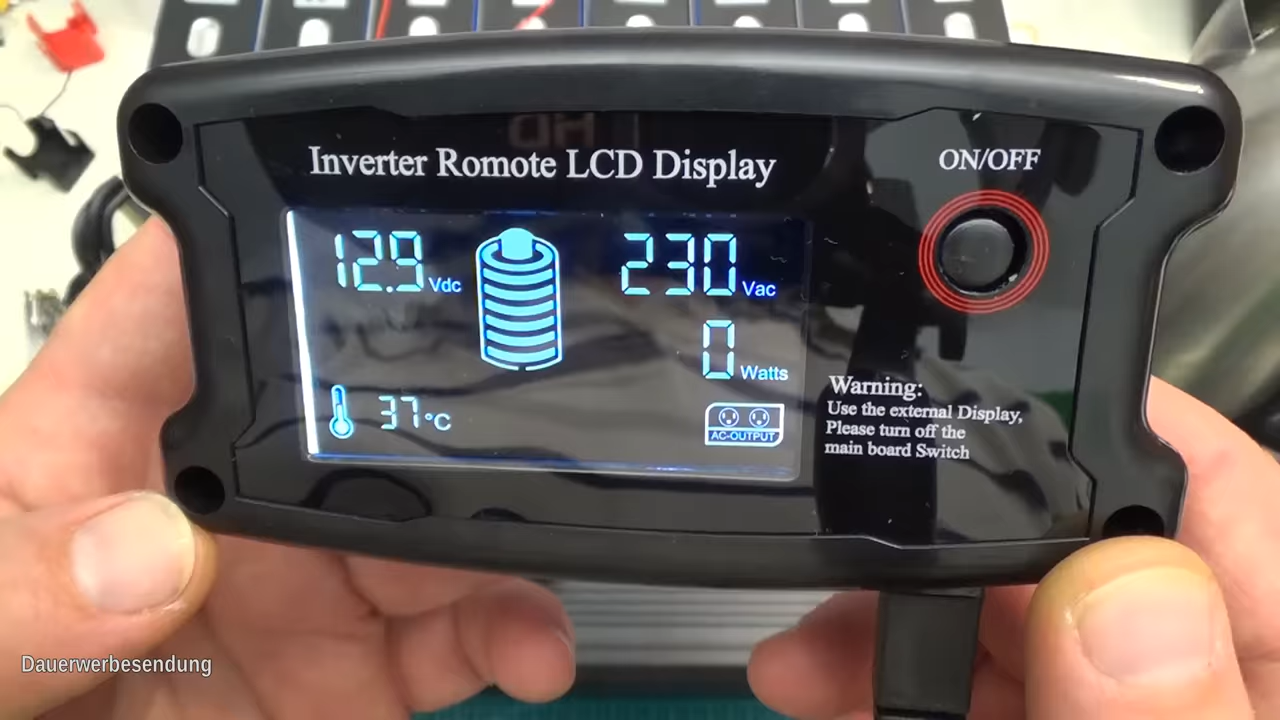 Inverter Romote LCD Display
ON/OFF
12.9 Vdc
230 Vac
0 Watts
37°C
AC-OUTPUT
Warning:
Use the external Display,
Please turn off the
main board Switch
Dauerwerbesendung